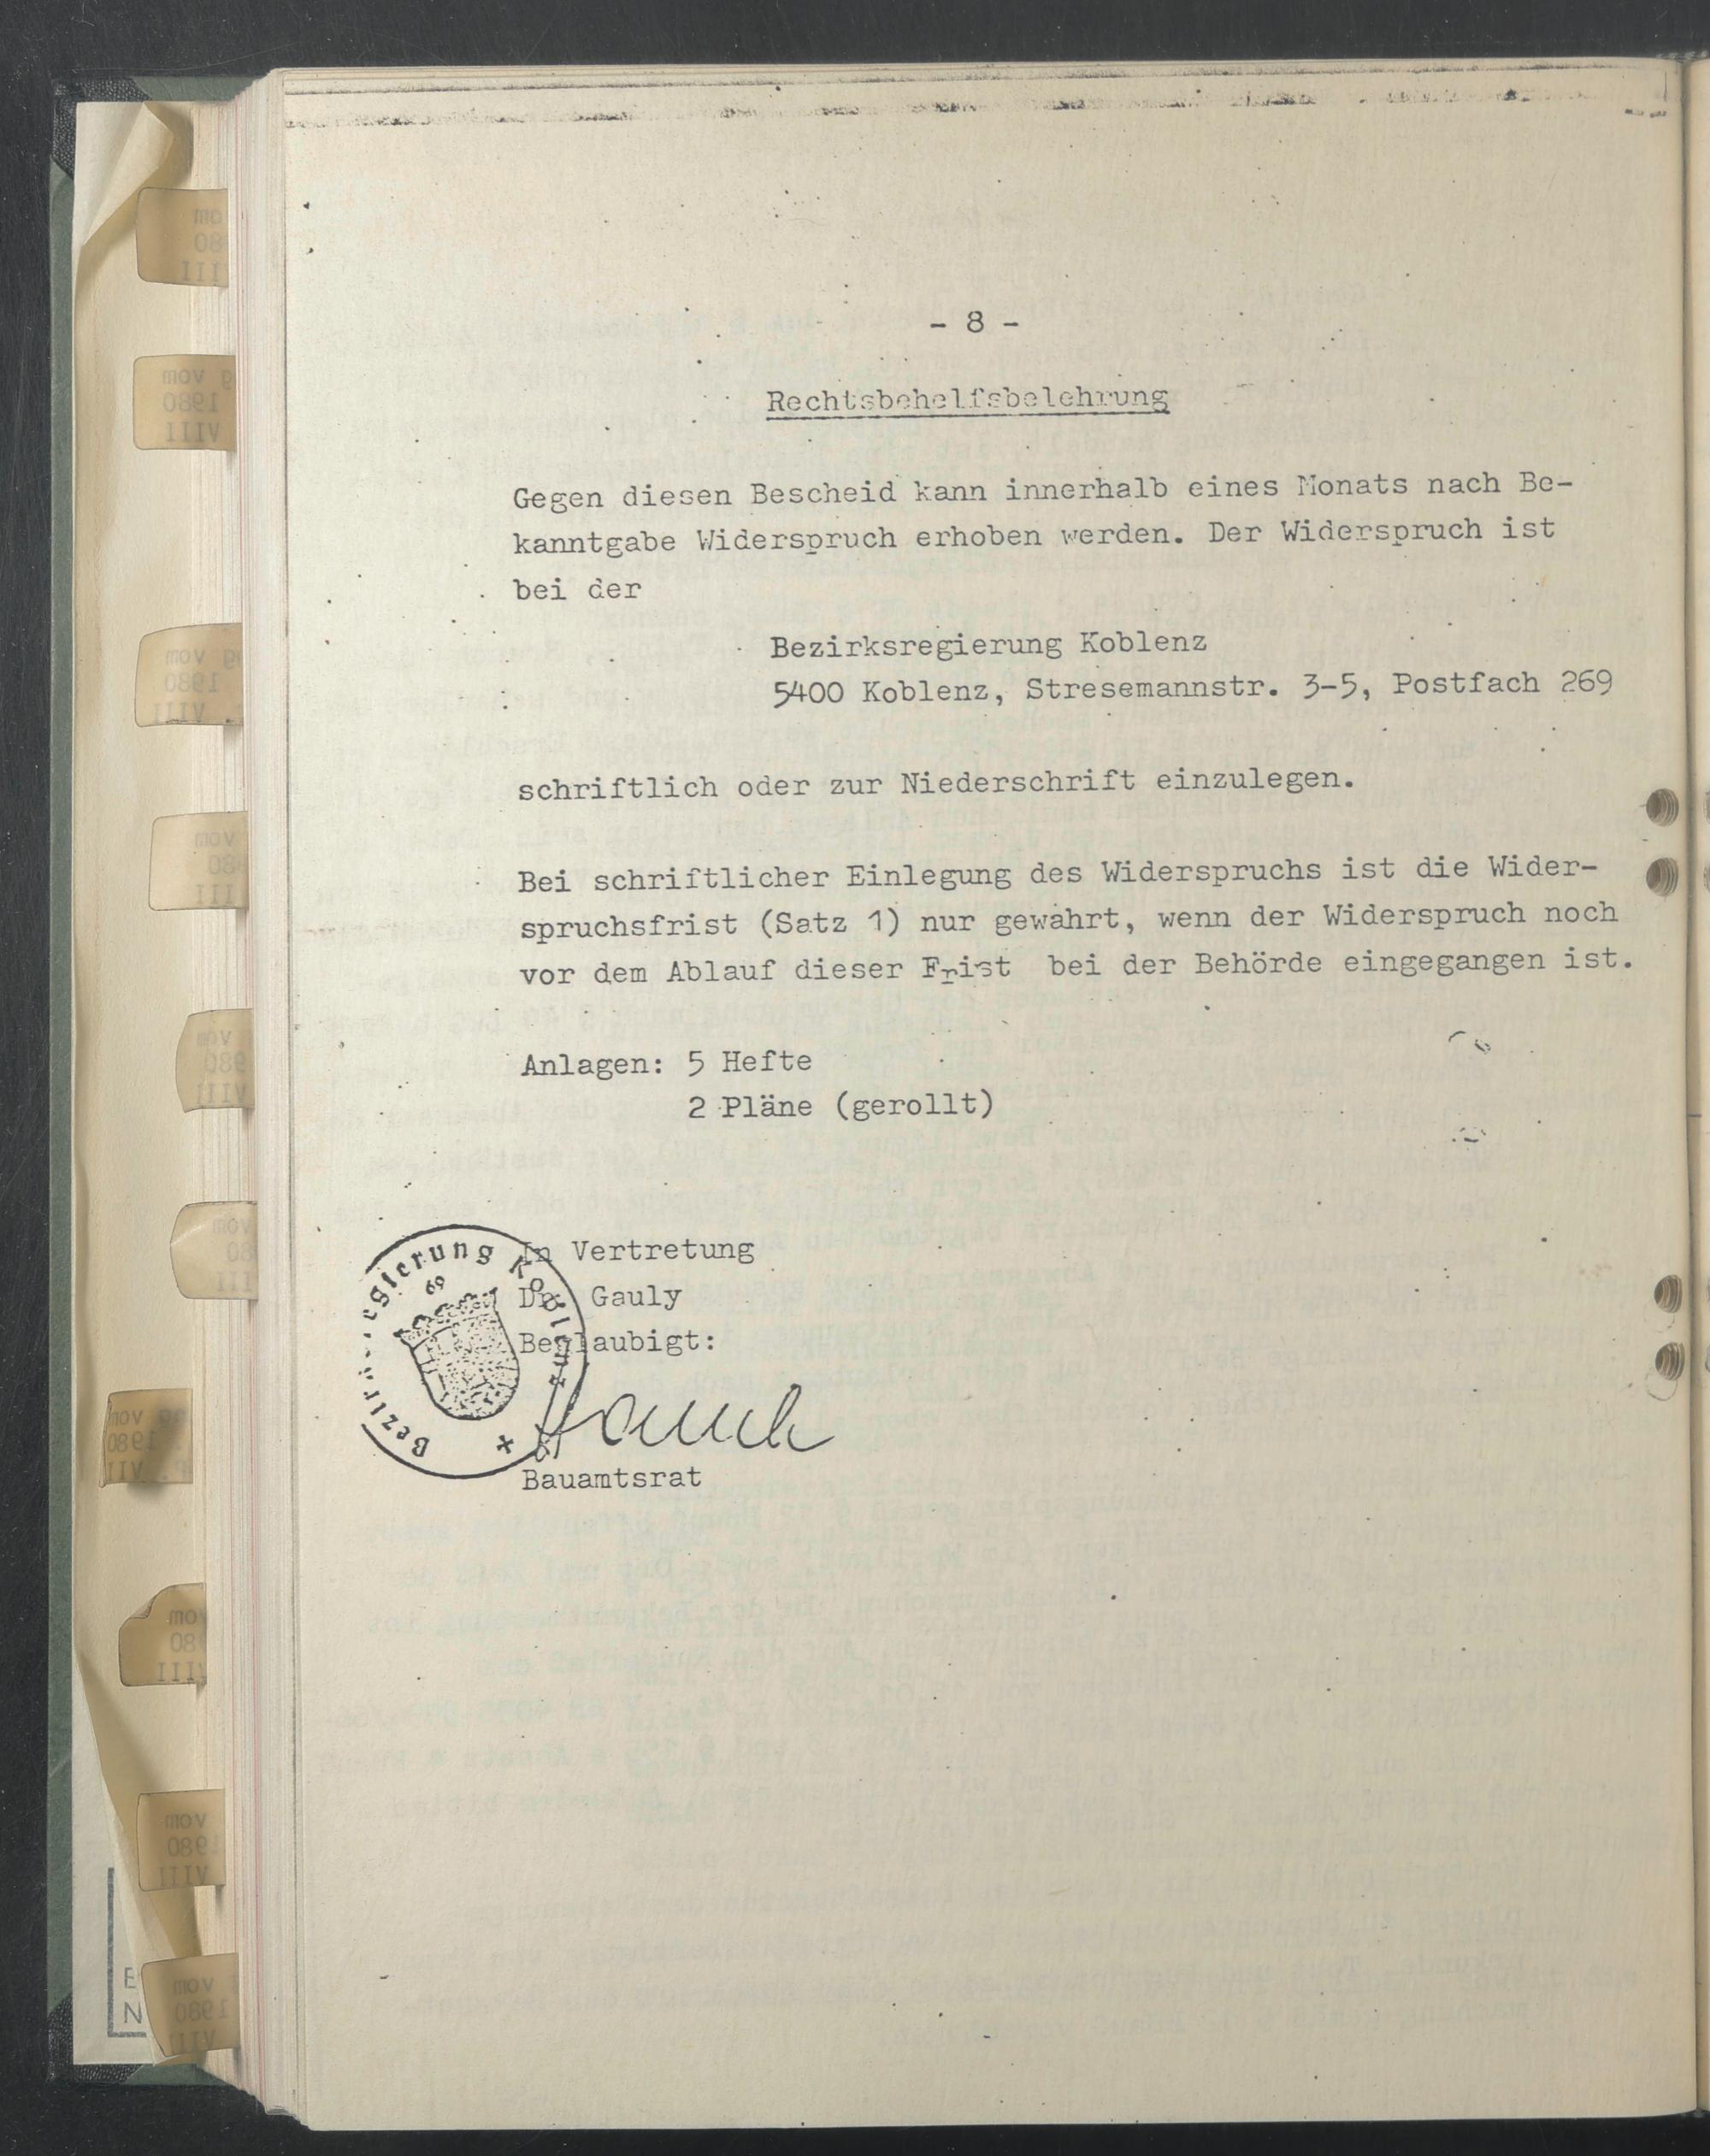 - 8 -
Rechtsbehelfsbelehrung
Gegen diesen Bescheid kann innerhalb eines Monats nach Be-
kanntgabe Widerspruch erhoben werden. Der Widerspruch ist
bei der
Bezirksregierung Koblenz
5400 Koblenz, Stresemannstr. 3-5, Postfach 269
schriftlich oder zur Niederschrift einzulegen.
Bei schriftlicher Einlegung des Widerspruchs ist die Wider-
spruchsfrist (Satz 1) nur gewahrt, wenn der Widerspruch noch
vor dem Ablauf dieser Frist bei der Behörde eingegangen ist.
Anlagen: 5 Hefte
2 Pläne (gerollt)
In Vertretung
Dr. Gauly
Beglaubigt:
Bauamtsrat
Bezirksregierung Koblenz
69